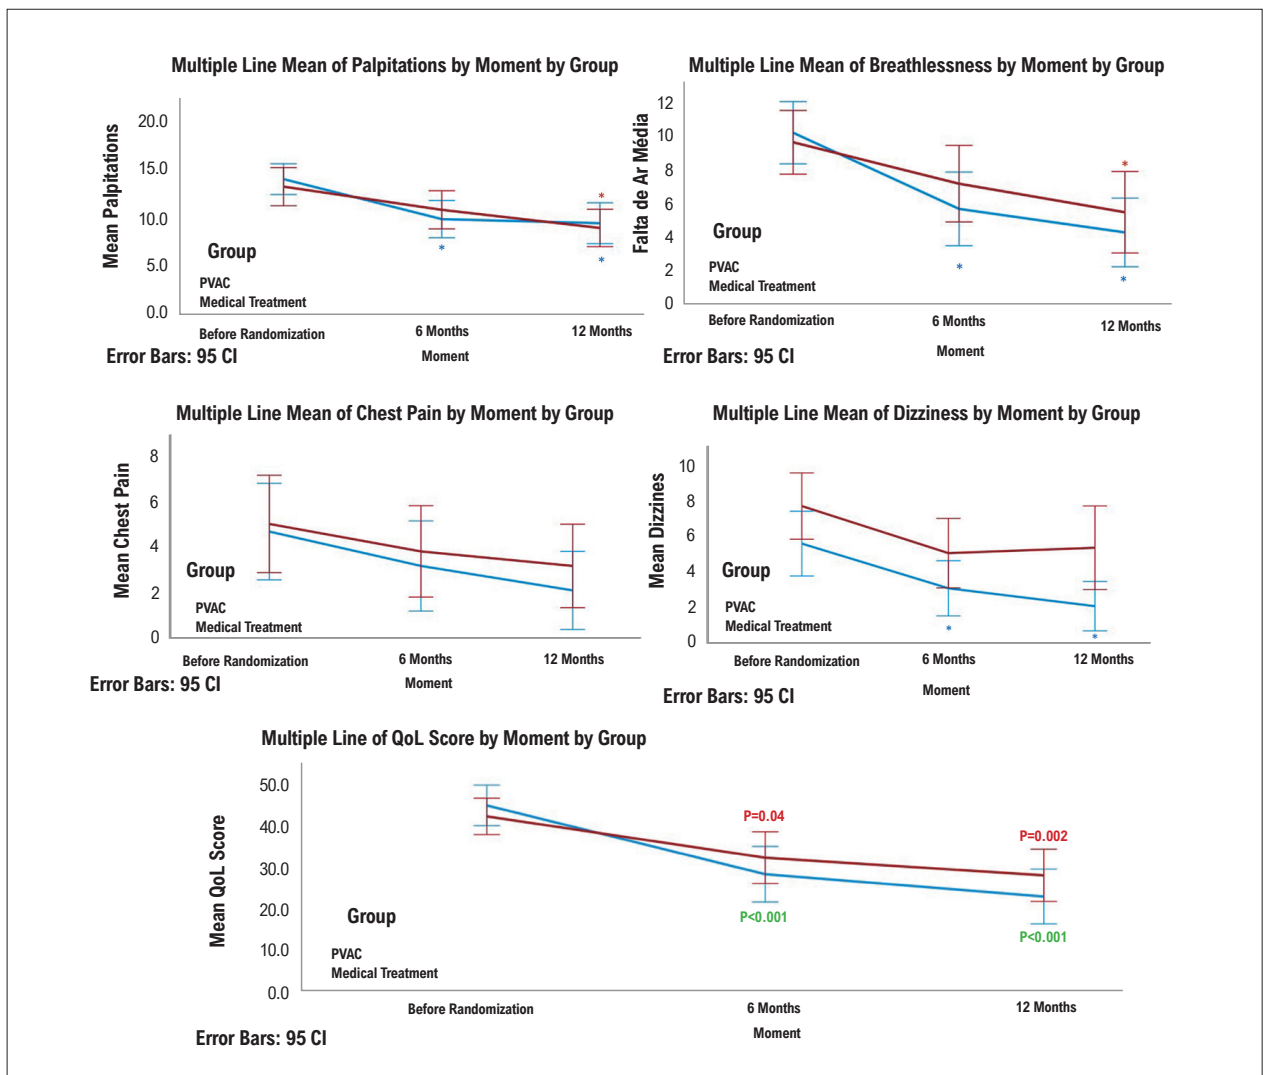 Multiple Line Mean of Palpitations by Moment by Group
Mean Palpitations
20.0
15.0
10.0
5.0
0.0
*
*
*
Group
PVAC
Medical Treatment
Before Randomization
6 Months
12 Months
Error Bars: 95 CI
Moment
Multiple Line Mean of Breathlessness by Moment by Group
Falta de Ar Média
12
10
8
6
4
2
0
*
*
*
Group
PVAC
Medical Treatment
Before Randomization
6 Months
12 Months
Error Bars: 95 CI
Moment
Multiple Line Mean of Chest Pain by Moment by Group
Mean Chest Pain
8
6
4
2
0
Group
PVAC
Medical Treatment
Before Randomization
6 Months
12 Months
Error Bars: 95 CI
Moment
Multiple Line Mean of Dizziness by Moment by Group
Mean Dizzines
10
8
6
4
2
0
Group
PVAC
Medical Treatment
*
*
Before Randomization
6 Months
12 Months
Error Bars: 95 CI
Moment
Multiple Line of QoL Score by Moment by Group
Mean QoL Score
50.0
40.0
30.0
20.0
10.0
0.0
P=0.04
P=0.002
P<0.001
P<0.001
Group
PVAC
Medical Treatment
Before Randomization
6 Months
12 Months
Moment
Error Bars: 95 CI